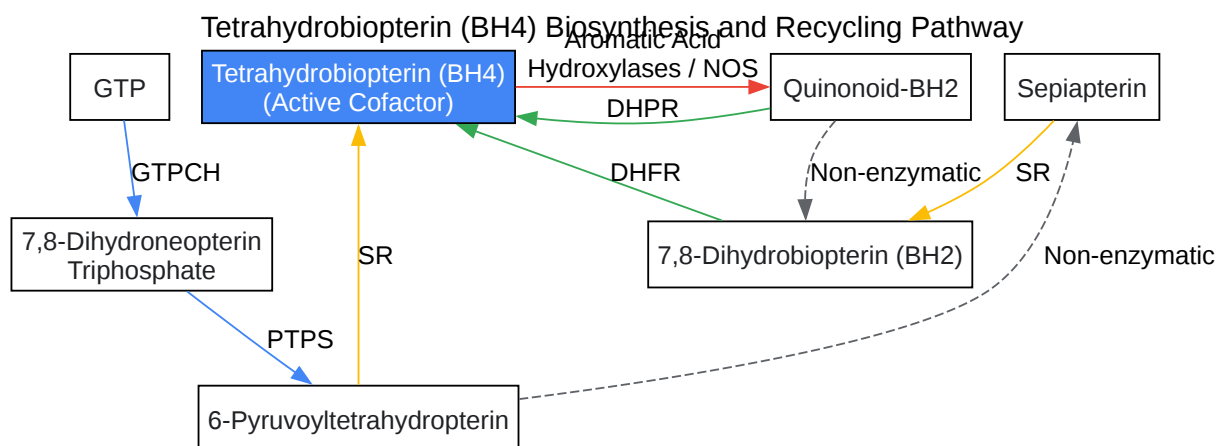 Tetrahydrobiopterin (BH4) Biosynthesis and Recycling Pathway
GTP
Tetrahydrobiopterin (BH4)
(Active Cofactor)
Aromatic Acid
Hydroxylases / NOS
Quinonoid-BH2
Sepiapterin
DHPR
GTPCH
DHFR
Non-enzymatic
SR
7,8-Dihydroneopterin
Triphosphate
SR
7,8-Dihydrobiopterin (BH2)
Non-enzymatic
PTPS
6-Pyruvoyltetrahydropterin